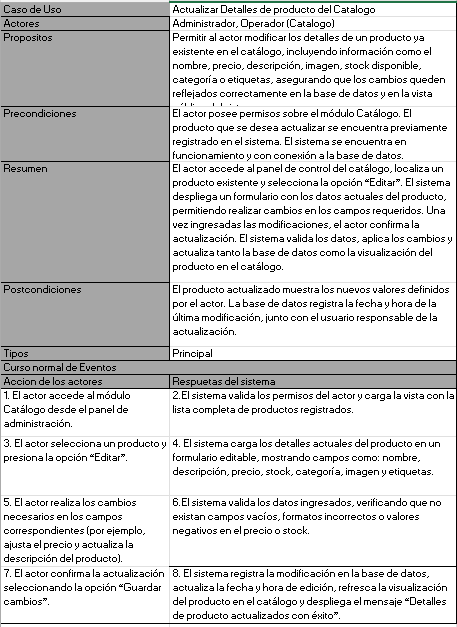 Caso de Uso Actualizar Detalles de producto del Catalogo
Actores Administrador, Operador (Catalogo)
Propositos Permitir al actor modificar los detalles de un producto ya
existente en el catálogo, incluyendo información como el
nombre, precio, descripción, imagen, stock disponible,
categoría o etiquetas, asegurando que los cambios queden
reflejados correctamente en la base de datos y en la vista
Precondiciones El actor posee permisos sobre el módulo Catálogo. El
producto que se desea actualizar se encuentra previamente
registrado en el sistema. El sistema se encuentra en
funcionamiento y con conexión a la base de datos.
Resumen El actor accede al panel de control del catálogo, localiza un
producto existente y selecciona la opción “Editar”. El sistema
despliega un formulario con los datos actuales del producto,
permitiendo realizar cambios en los campos requeridos. Una
vez ingresadas las modificaciones, el actor confirma la
actualización. El sistema valida los datos, aplica los cambios y
actualiza tanto la base de datos como la visualización del
producto en el catálogo.
Postcondiciones El producto actualizado muestra los nuevos valores definidos
por el actor. La base de datos registra la fecha y hora de la
última modificación, junto con el usuario responsable de la
actualización.
Tipos Principal
Curso normal de Eventos
Accion de los actores Respuetas del sistema
1. El actor accede al módulo
Catálogo desde el panel de
administración.
2.El sistema valida los permisos del actor y carga la vista con la
lista completa de productos registrados.
3. El actor selecciona un producto y
presiona la opción “Editar”.
4. El sistema carga los detalles actuales del producto en un
formulario editable, mostrando campos como: nombre,
descripción, precio, stock, categoría, imagen y etiquetas.
5. El actor realiza los cambios
necesarios en los campos
correspondientes (por ejemplo,
ajusta el precio y actualiza la
descripción del producto).
6.El sistema valida los datos ingresados, verificando que no
existan campos vacíos, formatos incorrectos o valores
negativos en el precio o stock.
7. El actor confirma la actualización
seleccionando la opción “Guardar
cambios”.
8. El sistema registra la modificación en la base de datos,
actualiza la fecha y hora de edición, refresca la visualización
del producto en el catálogo y despliega el mensaje “Detalles
de producto actualizados con éxito”.